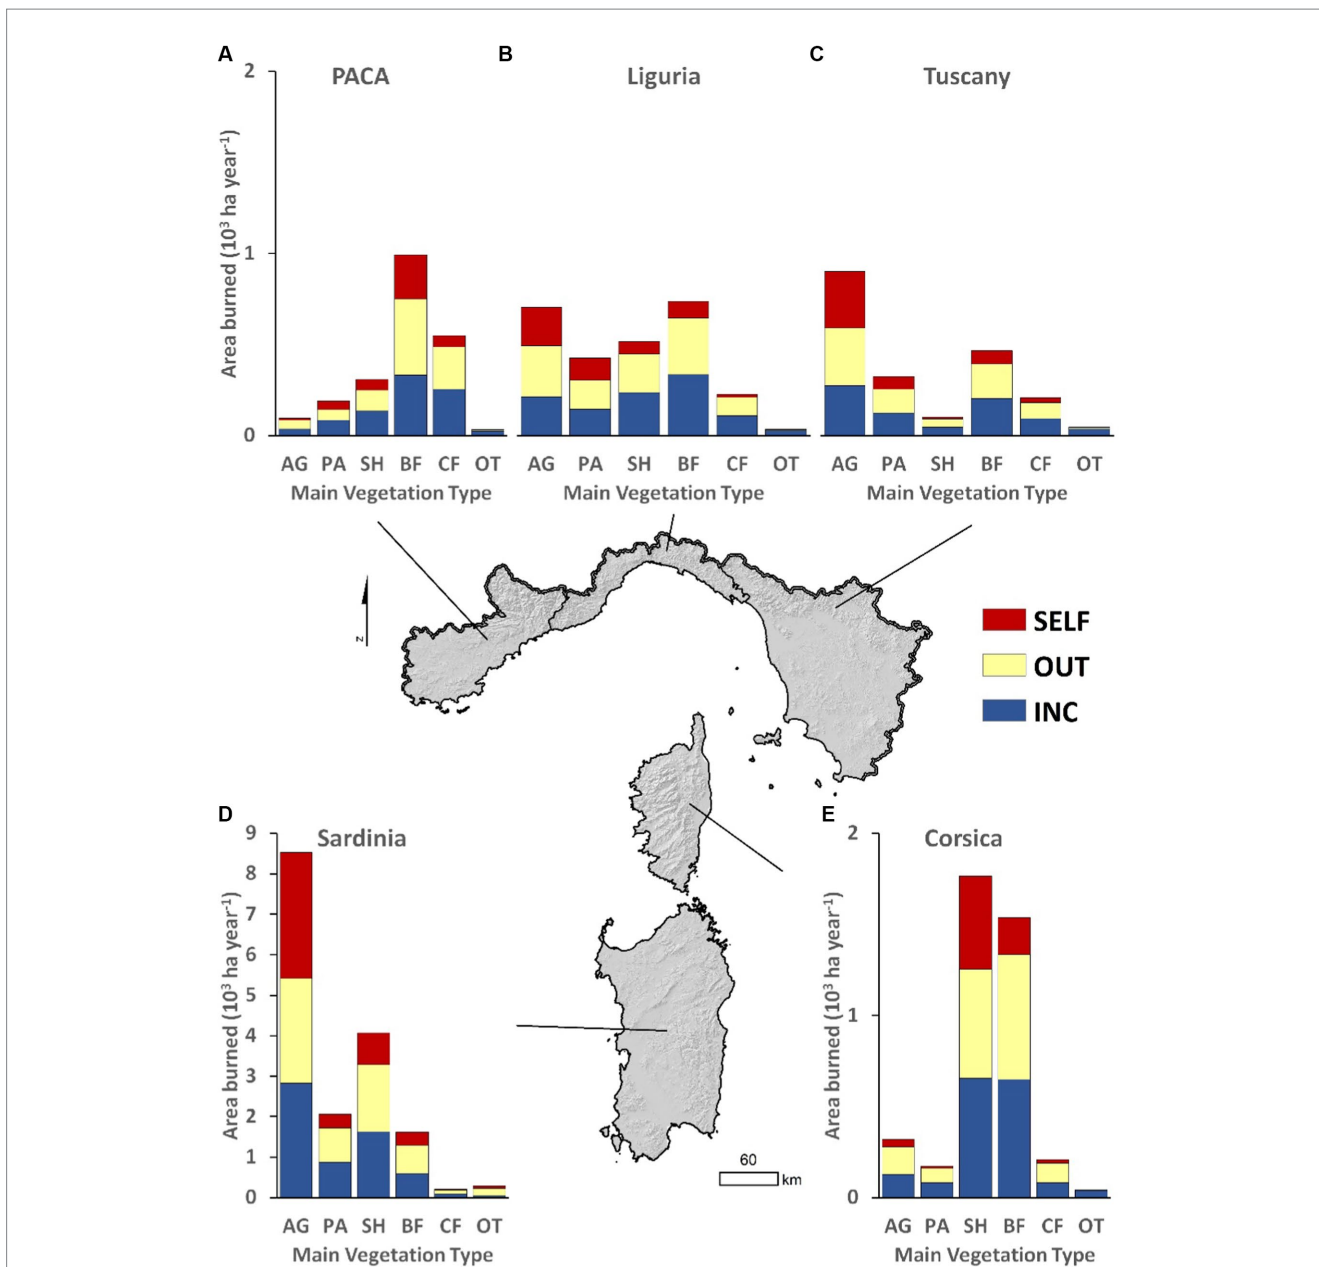 A
PACA
B
Liguria
C
Tuscany
Area burned (10³ ha year⁻¹)
2
1
0
AG PA SH BF CF OT
AG PA SH BF CF OT
AG PA SH BF CF OT
Main Vegetation Type
Main Vegetation Type
Main Vegetation Type
z
SELF
OUT
INC
D
Sardinia
Area burned (10³ ha year⁻¹)
9
8
7
6
5
4
3
2
1
0
AG PA SH BF CF OT
Main Vegetation Type
60
km
E
Corsica
Area burned (10³ ha year⁻¹)
2
1
0
AG PA SH BF CF OT
Main Vegetation Type